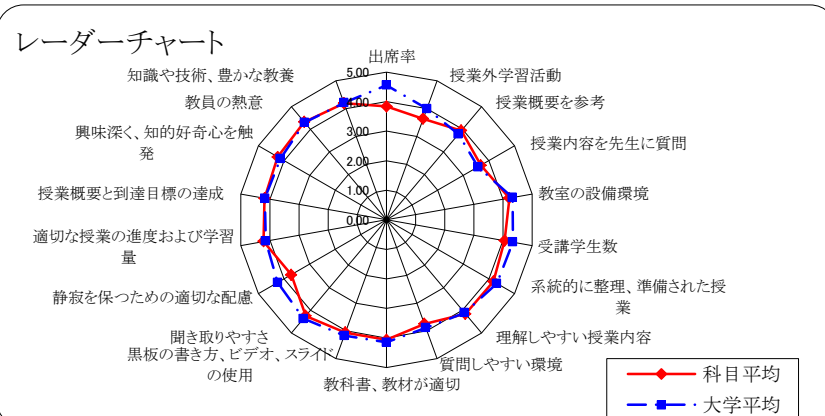 レーダーチャート
出席率
授業外学習活動
授業概要を参考
授業内容を先生に質問
教室の設備環境
受講学生数
系統的に整理、準備された授
業
理解しやすい授業内容
質問しやすい環境
教科書、教材が適切
黒板の書き方、ビデオ、スライド
の使用
聞き取りやすさ
静寂を保つための適切な配慮
適切な授業の進度および学習
量
授業概要と到達目標の達成
興味深く、知的好奇心を触
発
教員の熱意
知識や技術、豊かな教養
5.00
4.00
3.00
2.00
1.00
0.00
科目平均
大学平均